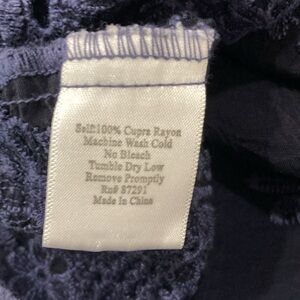 Self:100% Cupra Rayon
Machine Wash Cold
No Bleach
Tumble Dry Low
Remove Promptly
Rn# 87291
Made In China